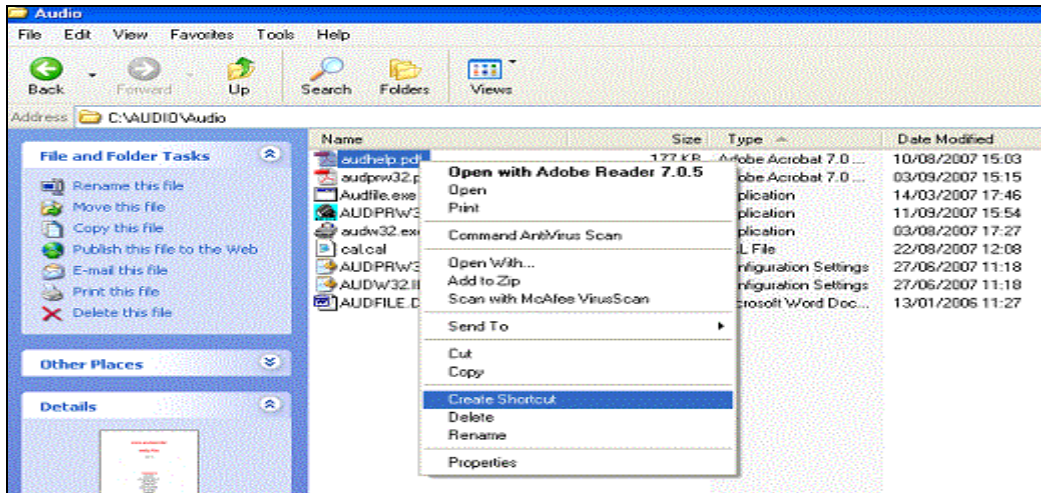 Audio
File Edit View Favorites Tools Help
Back Forward Up Search Folders Views
Address C:\AUDIO\Audio
Name Size Type Date Modified
File and Folder Tasks
Rename this file
Move this file
Copy this file
Publish this file to the Web
E-mail this file
Print this file
Delete this file
Other Places
Details
audhelp.pdf 177 KB Adobe Acrobat 7.0 ... 10/08/2007 15:03
audprw32.p obe Acrobat 7.0 ... 03/09/2007 15:15
Audfile.exe plication 14/03/2007 17:46
AUDPRW3 plication 11/09/2007 15:54
audw32.ex plication 03/08/2007 17:27
cal.cal L File 22/08/2007 12:08
AUDPRW3 nfiguration Settings 27/06/2007 11:18
AUDW32.II nfiguration Settings 27/06/2007 11:18
AUDFILE.D crosoft Word Doc... 13/01/2006 11:27
Open with Adobe Reader 7.0.5
Open
Print
Command AntiVirus Scan
Open With...
Add to Zip
Scan with McAfee VirusScan
Send To
Cut
Copy
Create Shortcut
Delete
Rename
Properties